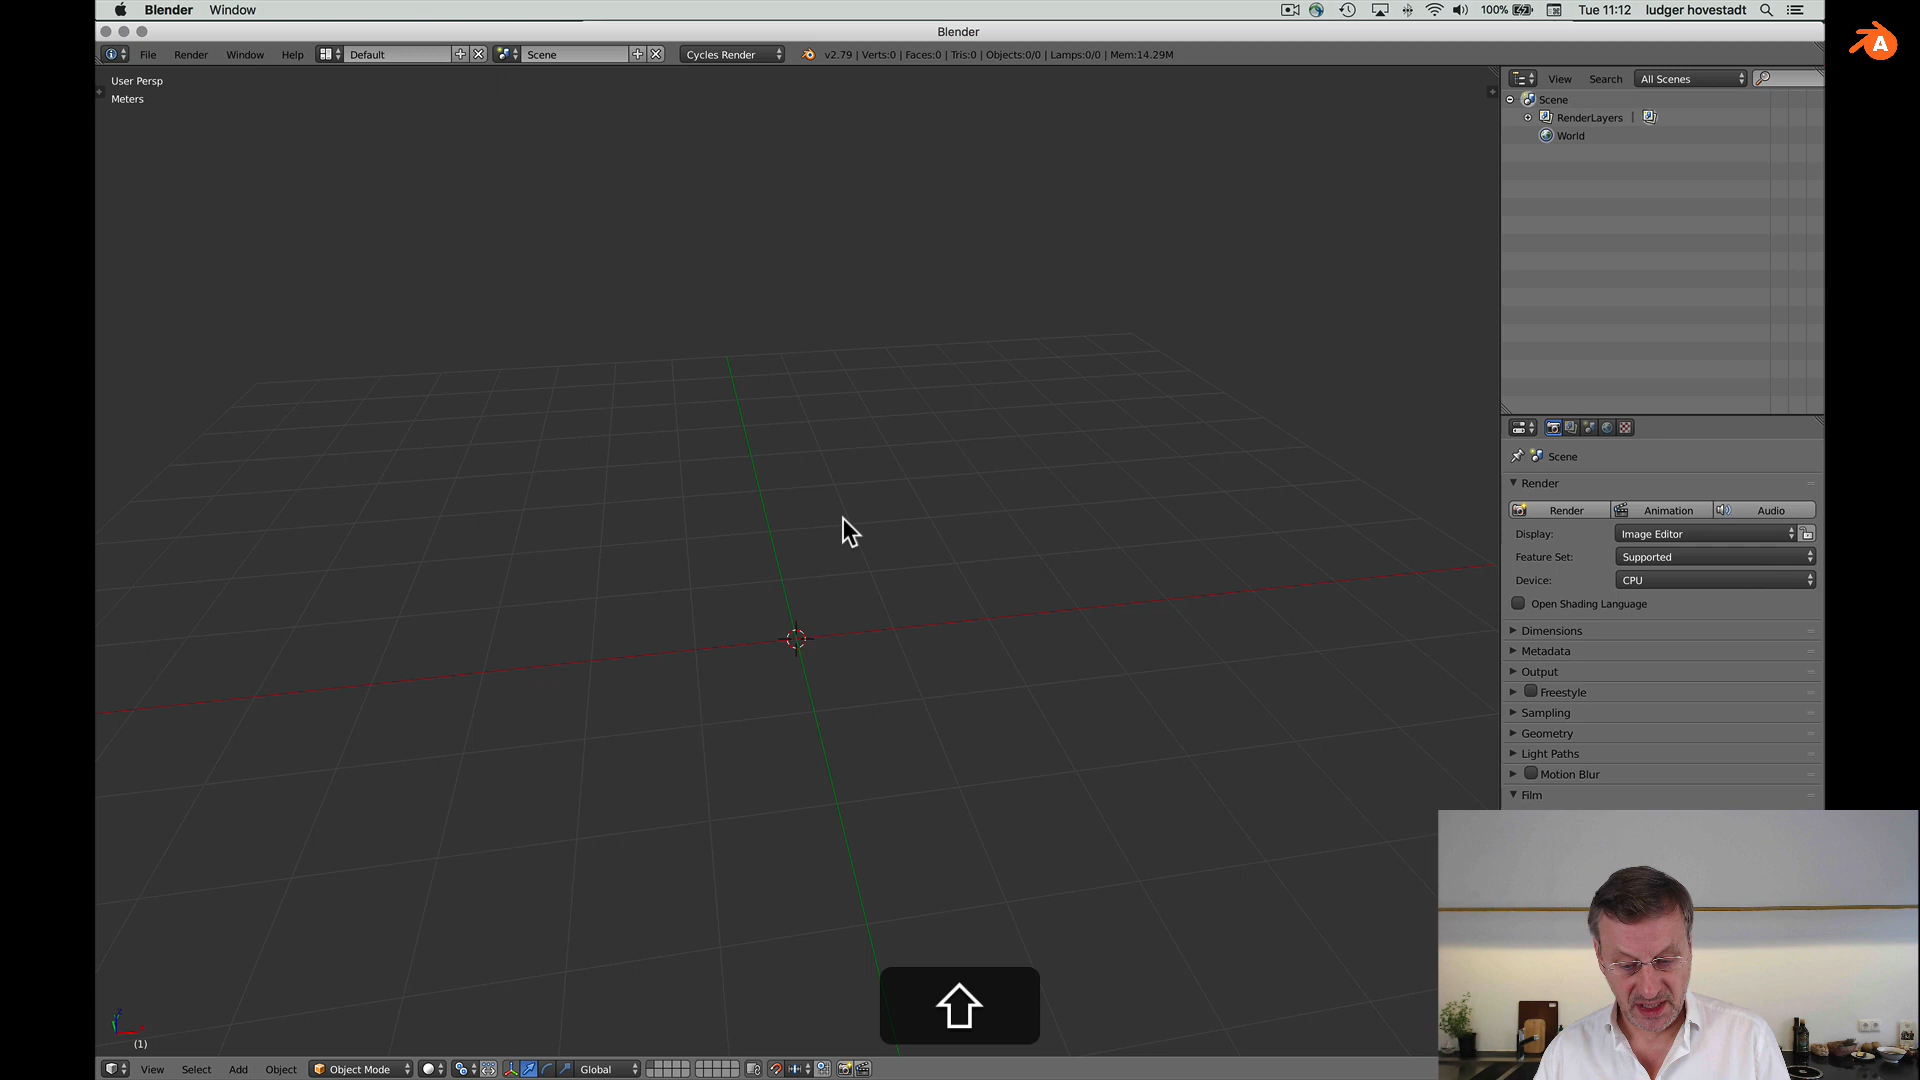 Blender Window 100% Tue 11:12 ludger hovestadt
Blender
File Render Window Help Default Scene Cycles Render v2.79 | Verts:0 | Faces:0 | Tris:0 | Objects:0/0 | Lamps:0/0 | Mem:14.29M
User Persp
Meters
View Search All Scenes
Scene
RenderLayers
World
Scene
Render
Render Animation Audio
Display: Image Editor
Feature Set: Supported
Device: CPU
Open Shading Language
Dimensions
Metadata
Output
Freestyle
Sampling
Geometry
Light Paths
Motion Blur
Film
(1)
View Select Add Object Object Mode Global
A